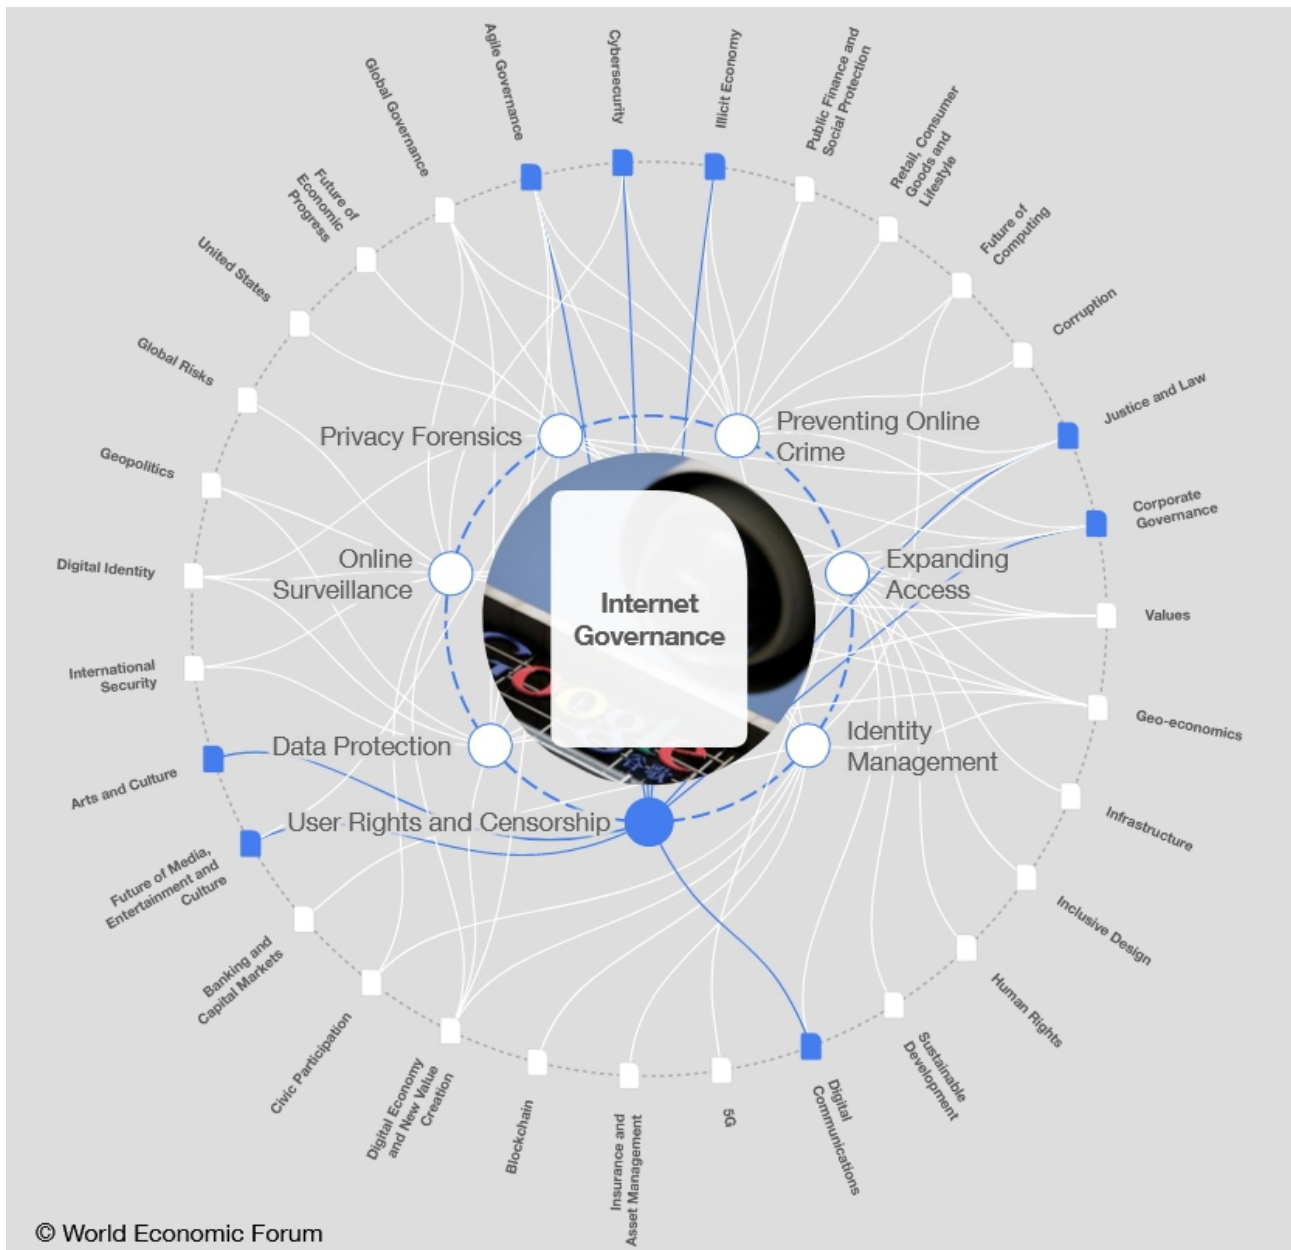 Agile Governance
Cybersecurity
Illicit Economy
Public Finance and
Social Protection
Retail, Consumer
Goods and
Lifestyle
Future of
Computing
Corruption
Justice and Law
Corporate
Governance
Values
Geo-economics
Infrastructure
Inclusive Design
Human Rights
Sustainable
Development
Digital
Communications
5G
Insurance and
Asset Management
Blockchain
Digital Economy
and New Value
Creation
Civic Participation
Banking and
Capital Markets
Future of Media,
Entertainment and
Culture
Arts and Culture
International
Security
Digital Identity
Geopolitics
Global Risks
United States
Future of
Economic
Progress
Global Governance
Privacy Forensics
Preventing Online
Crime
Online
Surveillance
Expanding
Access
Internet
Governance
Data Protection
Identity
Management
User Rights and Censorship
Google
© World Economic Forum